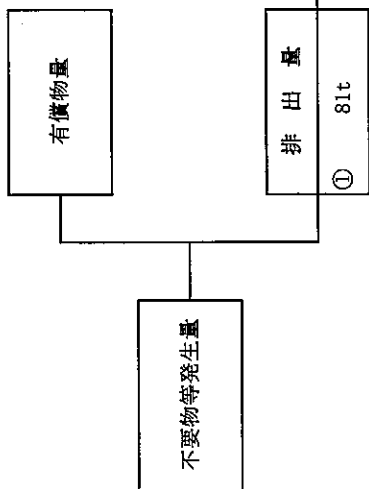 有償物量
排出量
① 81t
不要物等発生量